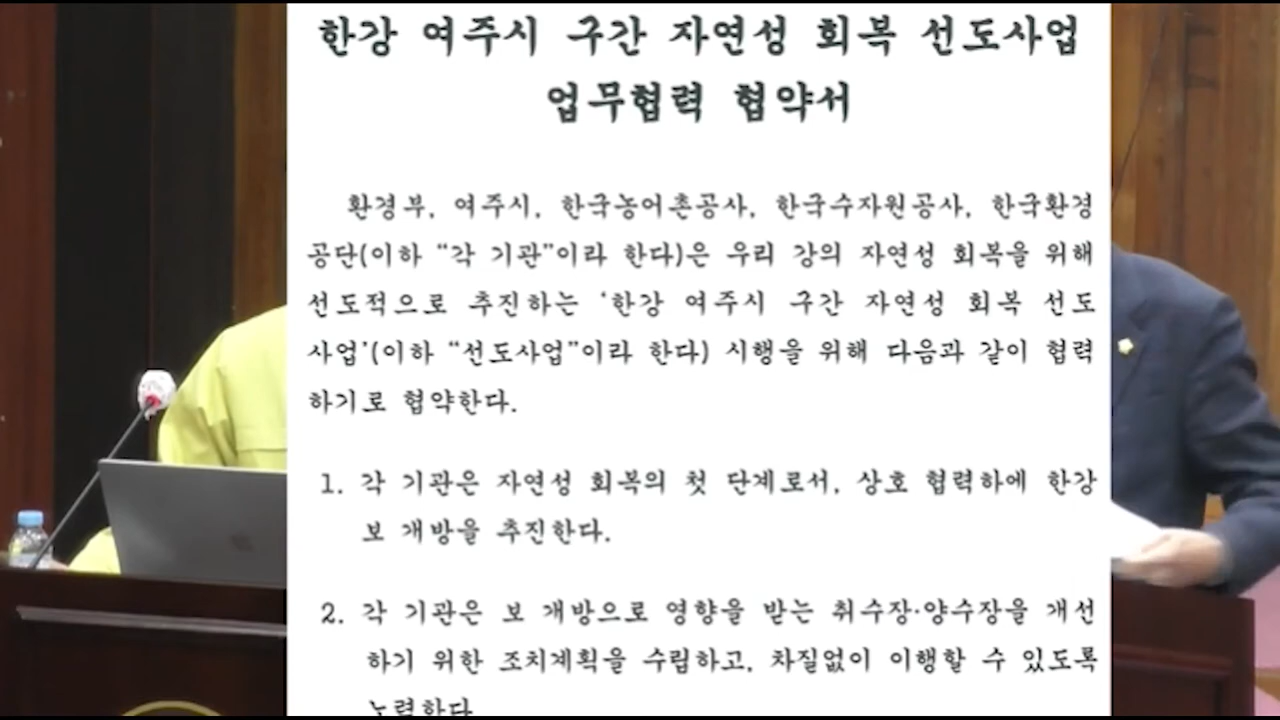 한강 여주시 구간 자연성 회복 선도사업
업무협력 협약서
환경부, 여주시, 한국농어촌공사, 한국수자원공사, 한국환경
공단(이하 “각 기관”이라 한다)은 우리 강의 자연성 회복을 위해
선도적으로 추진하는 ‘한강 여주시 구간 자연성 회복 선도
사업’(이하 “선도사업”이라 한다) 시행을 위해 다음과 같이 협력
하기로 협약한다.
1. 각 기관은 자연성 회복의 첫 단계로서, 상호 협력하에 한강
보 개방을 추진한다.
2. 각 기관은 보 개방으로 영향을 받는 취수장·양수장을 개선
하기 위한 조치계획을 수립하고, 차질없이 이행할 수 있도록
노력한다